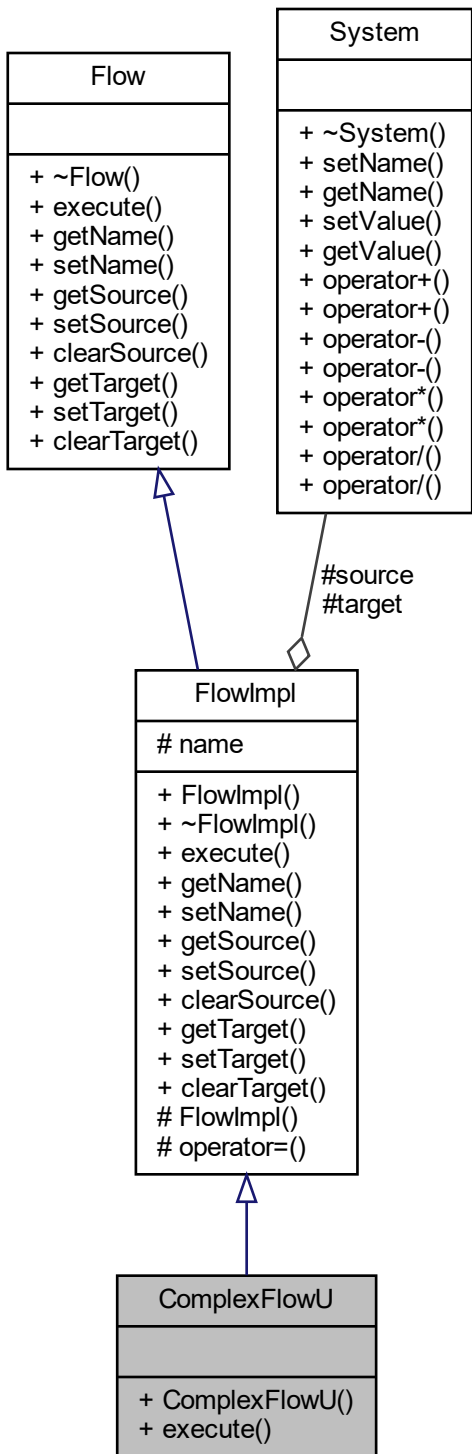 System
+ ~System()
+ setName()
+ getName()
+ setValue()
+ getValue()
+ operator+()
+ operator+()
+ operator-()
+ operator-()
+ operator*()
+ operator*()
+ operator/()
+ operator/()
Flow
+ ~Flow()
+ execute()
+ getName()
+ setName()
+ getSource()
+ setSource()
+ clearSource()
+ getTarget()
+ setTarget()
+ clearTarget()
#source
#target
FlowImpl
# name
+ FlowImpl()
+ ~FlowImpl()
+ execute()
+ getName()
+ setName()
+ getSource()
+ setSource()
+ clearSource()
+ getTarget()
+ setTarget()
+ clearTarget()
# FlowImpl()
# operator=()
ComplexFlowU
+ ComplexFlowU()
+ execute()